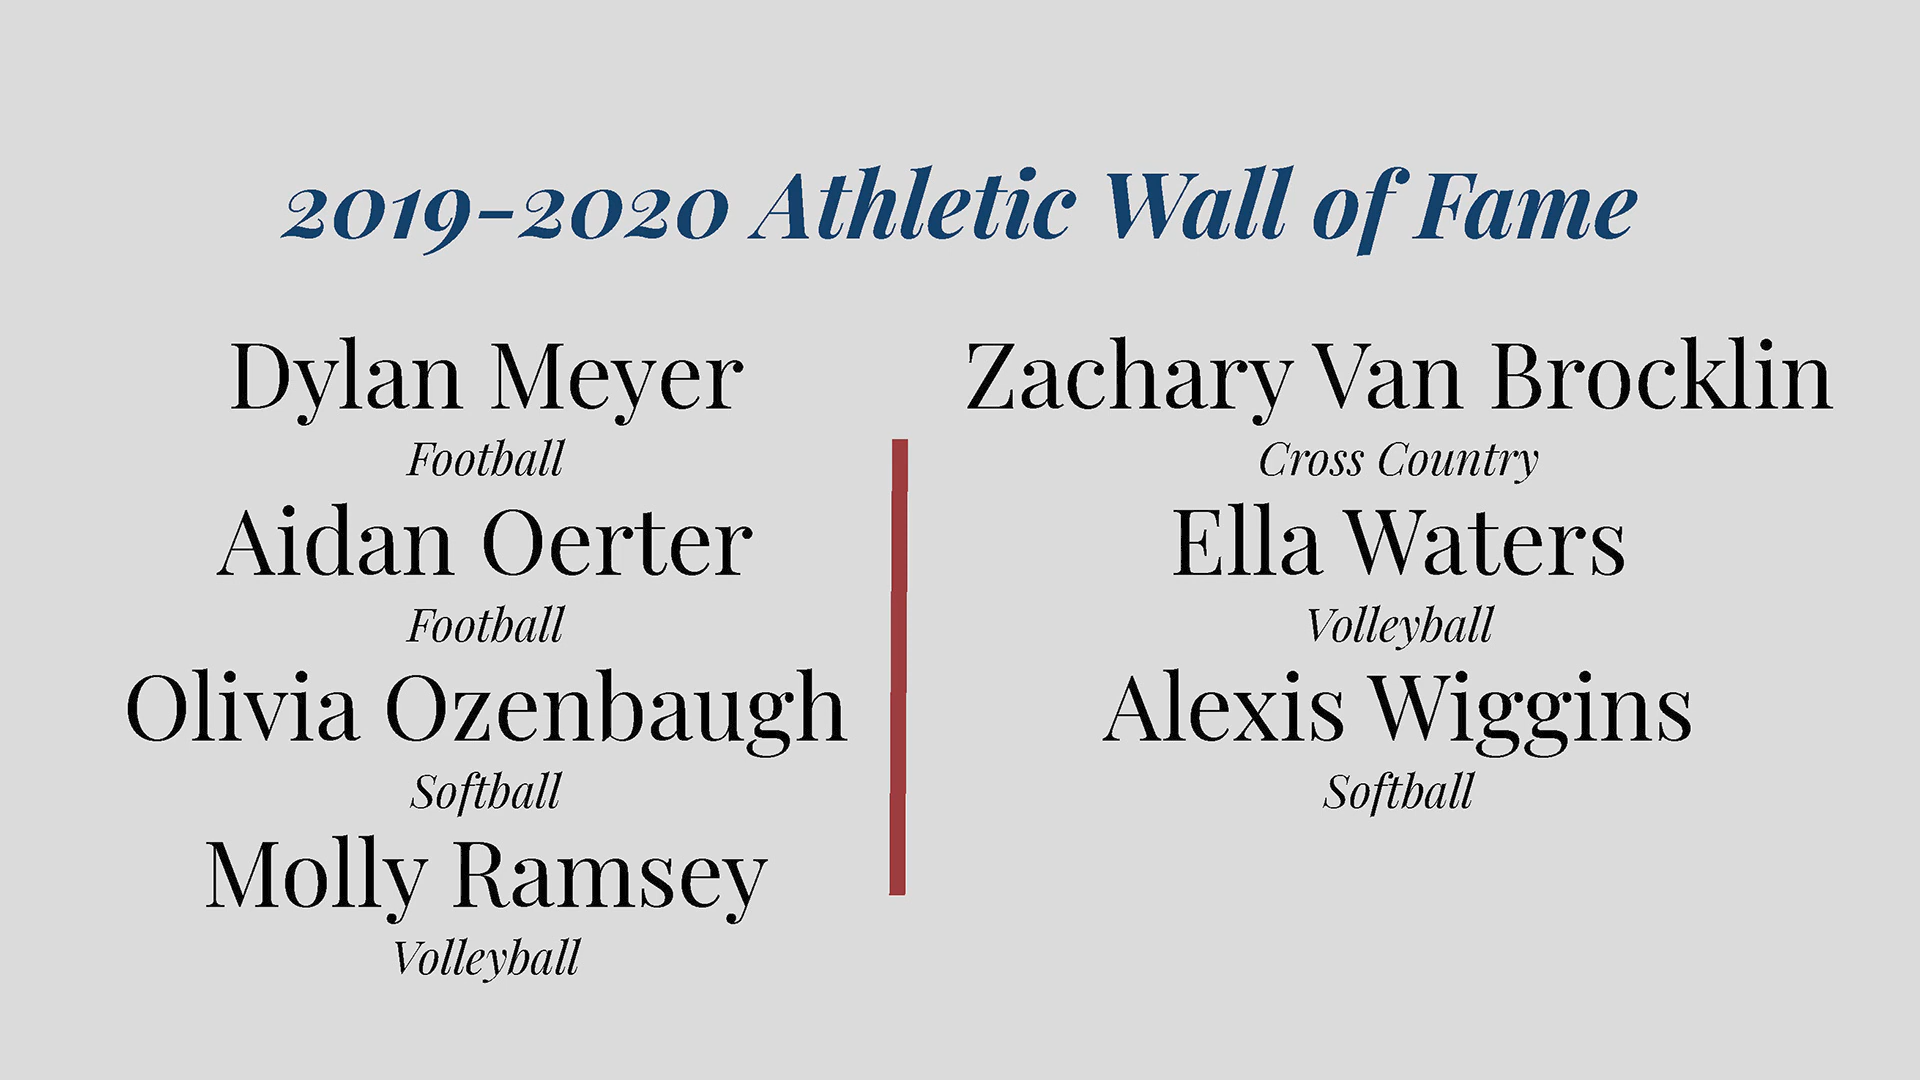 2019-2020 Athletic Wall of Fame
Dylan Meyer
Football
Aidan Oerter
Football
Olivia Ozenbaugh
Softball
Molly Ramsey
Volleyball
Zachary Van Brocklin
Cross Country
Ella Waters
Volleyball
Alexis Wiggins
Softball